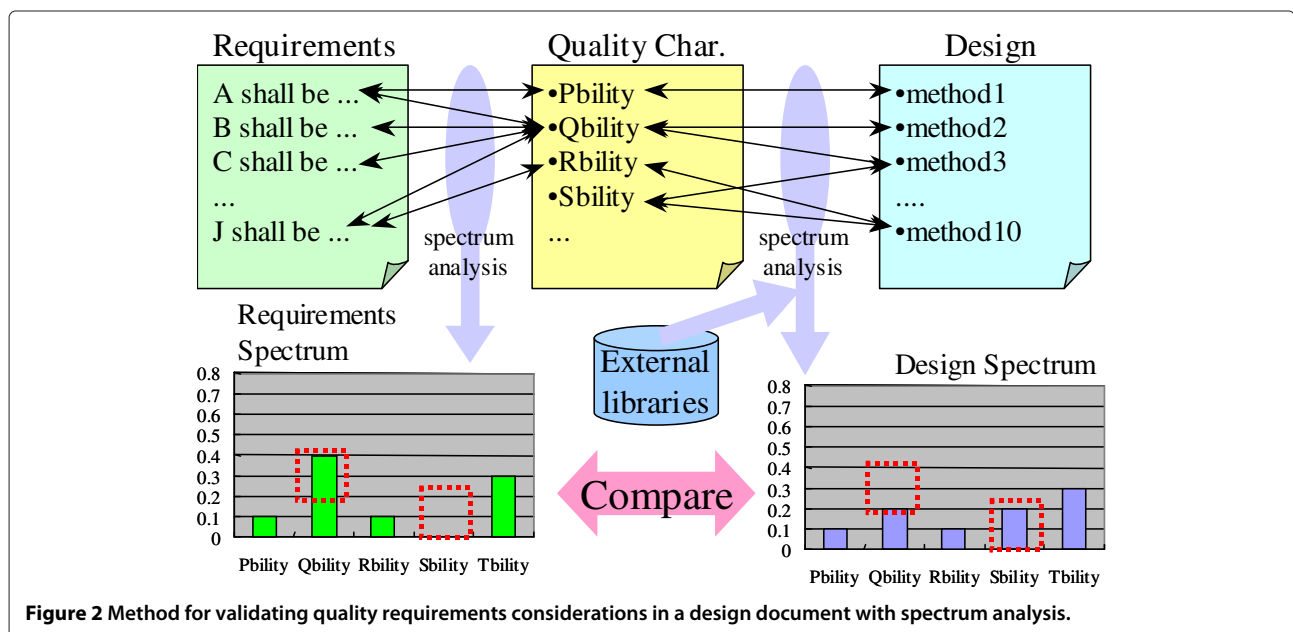 Requirements
A shall be ...
B shall be ...
C shall be ...
...
J shall be ...
spectrum
analysis
Quality Char.
•Pbility
•Qbility
•Rbility
•Sbility
...
spectrum
analysis
Design
•method1
•method2
•method3
....
•method10
Requirements
Spectrum
0.8
0.7
0.6
0.5
0.4
0.3
0.2
0.1
0
Pbility Qbility Rbility Sbility Tbility
External
libraries
Compare
Design Spectrum
0.8
0.7
0.6
0.5
0.4
0.3
0.2
0.1
0
Pbility Qbility Rbility Sbility Tbility
Figure 2 Method for validating quality requirements considerations in a design document with spectrum analysis.